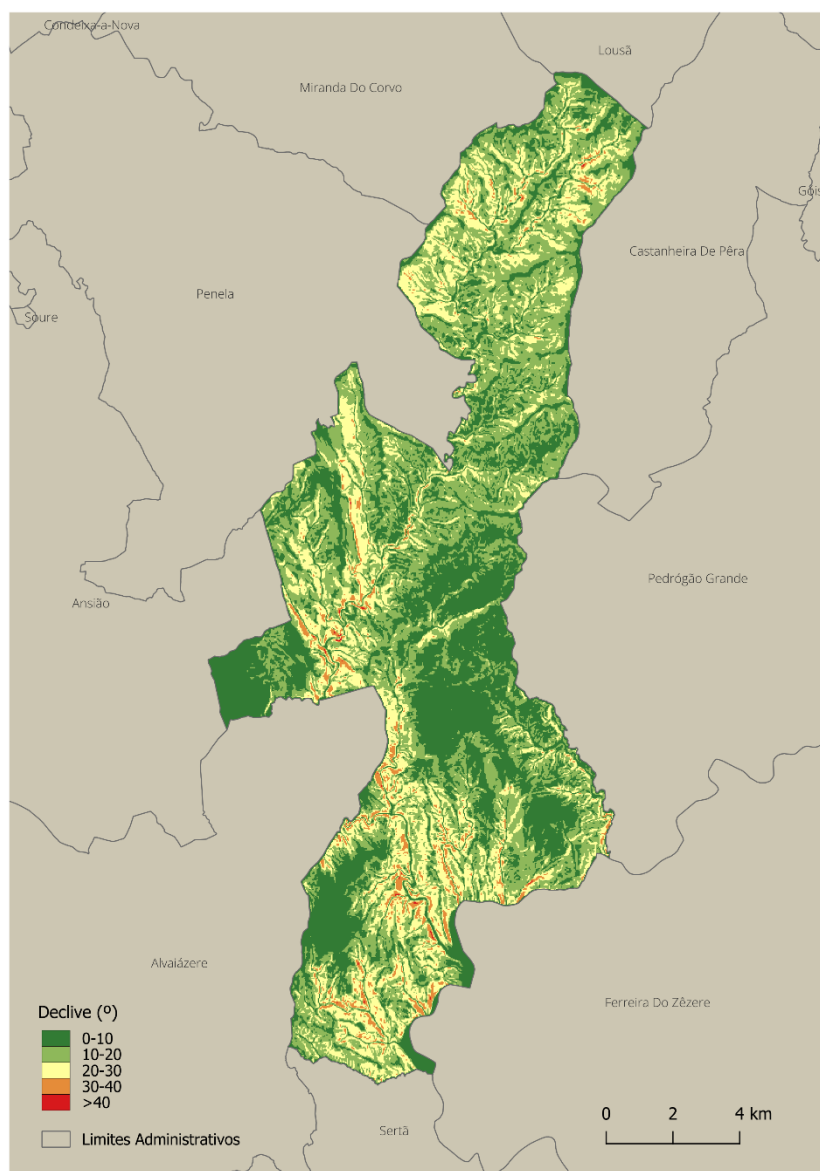 Condeixa-a-Nova
Lousã
Miranda Do Corvo
Góis
Castanheira De Pêra
Penela
Soure
Pedrógão Grande
Ansião
Alvaiázere
Ferreira Do Zêzere
Sertã
Declive (º)
0-10
10-20
20-30
30-40
>40
Limites Administrativos
0 2 4 km